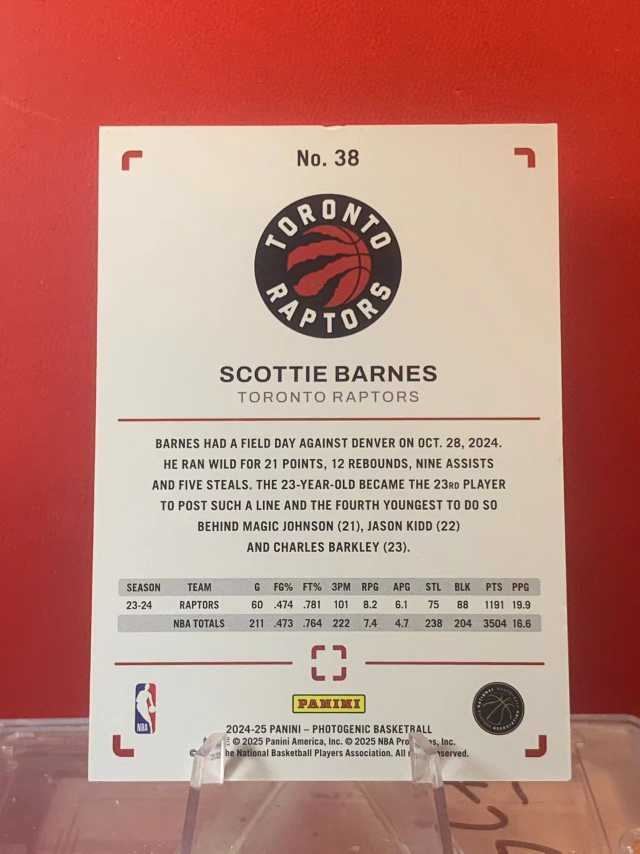 No. 38
TORONTO
RAPTORS
SCOTTIE BARNES
TORONTO RAPTORS
BARNES HAD A FIELD DAY AGAINST DENVER ON OCT. 28, 2024.
HE RAN WILD FOR 21 POINTS, 12 REBOUNDS, NINE ASSISTS
AND FIVE STEALS. THE 23-YEAR-OLD BECAME THE 23RD PLAYER
TO POST SUCH A LINE AND THE FOURTH YOUNGEST TO DO SO
BEHIND MAGIC JOHNSON (21), JASON KIDD (22)
AND CHARLES BARKLEY (23).
SEASON TEAM G FG% FT% 3PM RPG APG STL BLK PTS PPG
23-24 RAPTORS 60 .474 .781 101 8.2 6.1 75 88 1191 19.9
NBA TOTALS 211 .473 .764 222 7.4 4.7 238 204 3504 16.6
NBA
PANINI
2024-25 PANINI – PHOTOGENIC BASKETBALL
© 2025 Panini America, Inc. © 2025 NBA Inc.
National Basketball Players Association. All